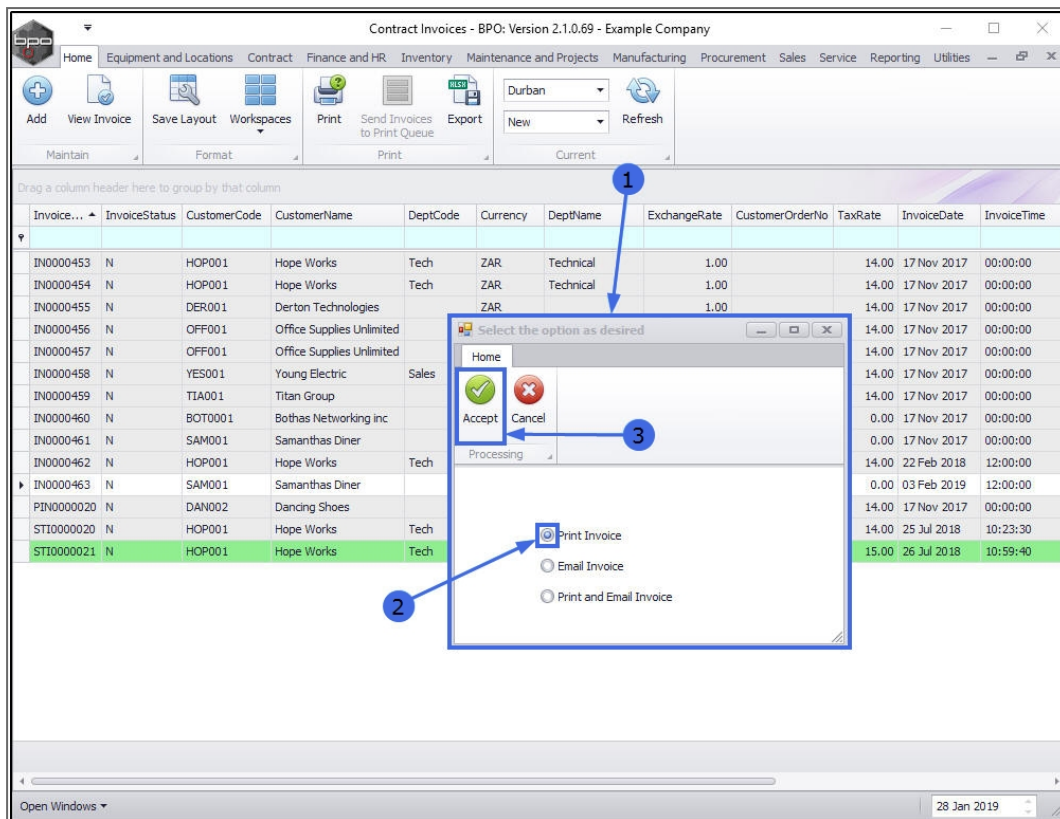 Contract Invoices - BPO: Version 2.1.0.69 - Example Company
bpo
Home Equipment and Locations Contract Finance and HR Inventory Maintenance and Projects Manufacturing Procurement Sales Service Reporting Utilities
Add View Invoice Save Layout Workspaces Print Send Invoices to Print Queue XLSX Export Durban New Refresh
Maintain Format Print Current
Drag a column header here to group by that column
1
Invoice... InvoiceStatus CustomerCode CustomerName DeptCode Currency DeptName ExchangeRate CustomerOrderNo TaxRate InvoiceDate InvoiceTime
IN0000453 N HOP001 Hope Works Tech ZAR Technical 1.00 14.00 17 Nov 2017 00:00:00
IN0000454 N HOP001 Hope Works Tech ZAR Technical 1.00 14.00 17 Nov 2017 00:00:00
IN0000455 N DER001 Derton Technologies ZAR 1.00 14.00 17 Nov 2017 00:00:00
IN0000456 N OFF001 Office Supplies Unlimited 14.00 17 Nov 2017 00:00:00
IN0000457 N OFF001 Office Supplies Unlimited 14.00 17 Nov 2017 00:00:00
IN0000458 N YES001 Young Electric Sales 14.00 17 Nov 2017 00:00:00
IN0000459 N TIA001 Titan Group 14.00 17 Nov 2017 00:00:00
IN0000460 N BOT0001 Bothas Networking inc 0.00 17 Nov 2017 00:00:00
IN0000461 N SAM001 Samanthas Diner 0.00 17 Nov 2017 00:00:00
IN0000462 N HOP001 Hope Works Tech 14.00 22 Feb 2018 12:00:00
IN0000463 N SAM001 Samanthas Diner 0.00 03 Feb 2019 12:00:00
PIN0000020 N DAN002 Dancing Shoes 14.00 17 Nov 2017 00:00:00
STI0000020 N HOP001 Hope Works Tech 14.00 25 Jul 2018 10:23:30
STI0000021 N HOP001 Hope Works Tech 15.00 26 Jul 2018 10:59:40
Select the option as desired
Home
Accept Cancel
3
Processing
Print Invoice
Email Invoice
2
Print and Email Invoice
Open Windows 28 Jan 2019